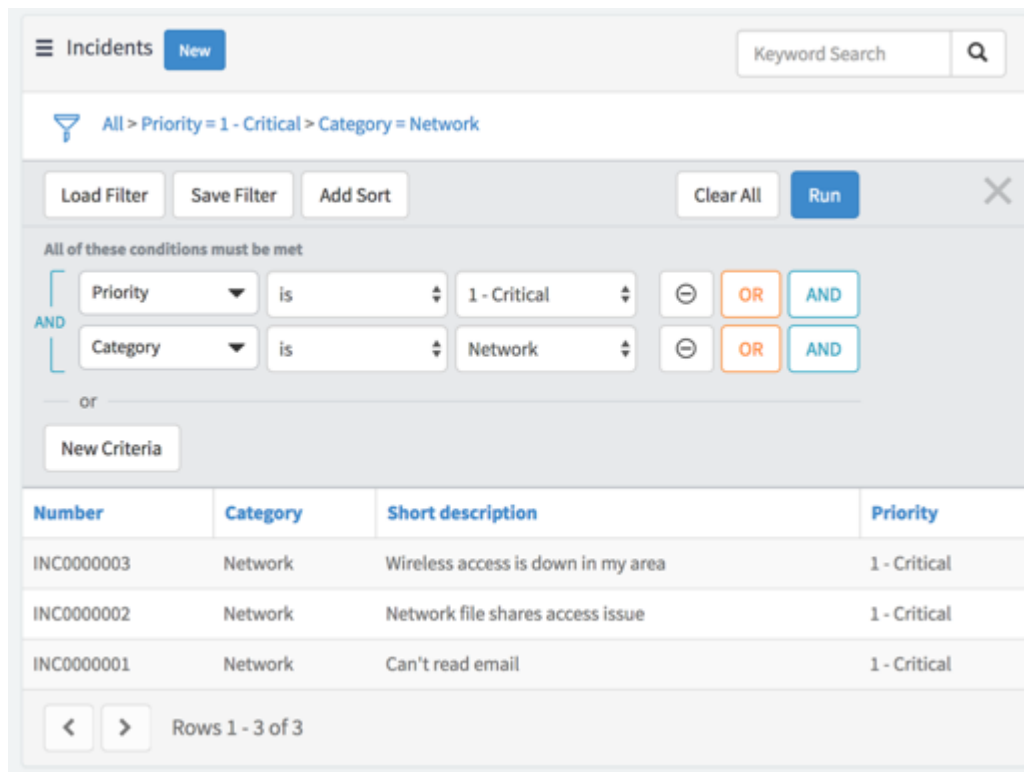 Incidents New Keyword Search
All > Priority = 1 - Critical > Category = Network
Load Filter Save Filter Add Sort Clear All Run
All of these conditions must be met
Priority is 1 - Critical OR AND
AND
Category is Network OR AND
or
New Criteria
Number Category Short description Priority
INC0000003 Network Wireless access is down in my area 1 - Critical
INC0000002 Network Network file shares access issue 1 - Critical
INC0000001 Network Can't read email 1 - Critical
Rows 1 - 3 of 3